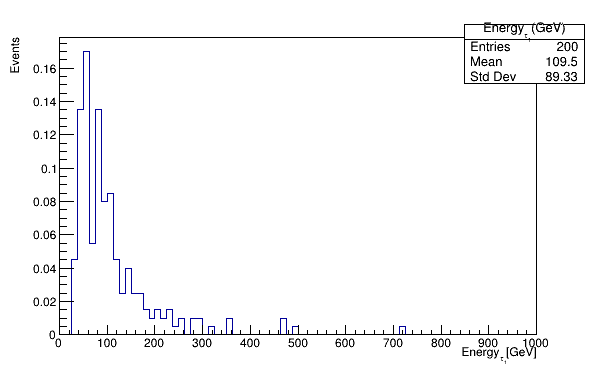 Energy_τ₁(GeV)
Entries 200
Mean 109.5
Std Dev 89.33
Events
0.16
0.14
0.12
0.1
0.08
0.06
0.04
0.02
0
0 100 200 300 400 500 600 700 800 900 1000
Energy_τ₁[GeV]